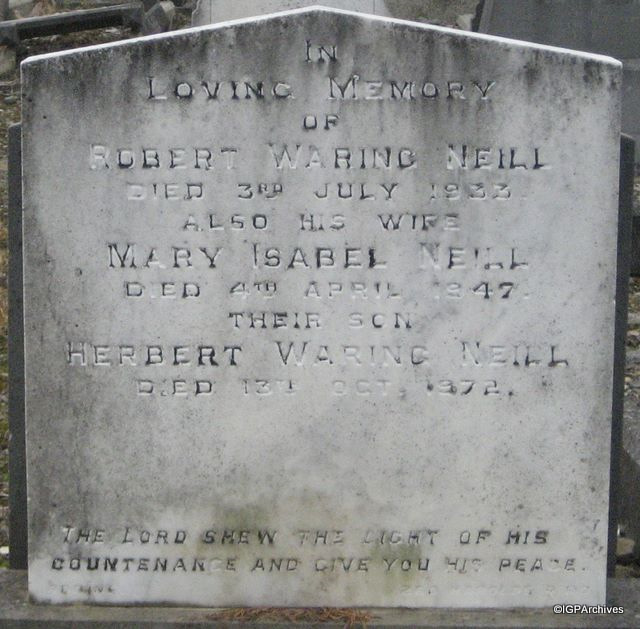 IN
LOVING MEMORY
OF
ROBERT WARING NEILL
DIED 3RD JULY 1933.
ALSO HIS WIFE
MARY ISABEL NEILL
DIED 4TH APRIL 1947.
THEIR SON
HERBERT WARING NEILL
DIED 13TH OCT. 1972.
THE LORD SHEW THE LIGHT OF HIS
COUNTENANCE AND GIVE YOU HIS PEACE.
©IGPArchives